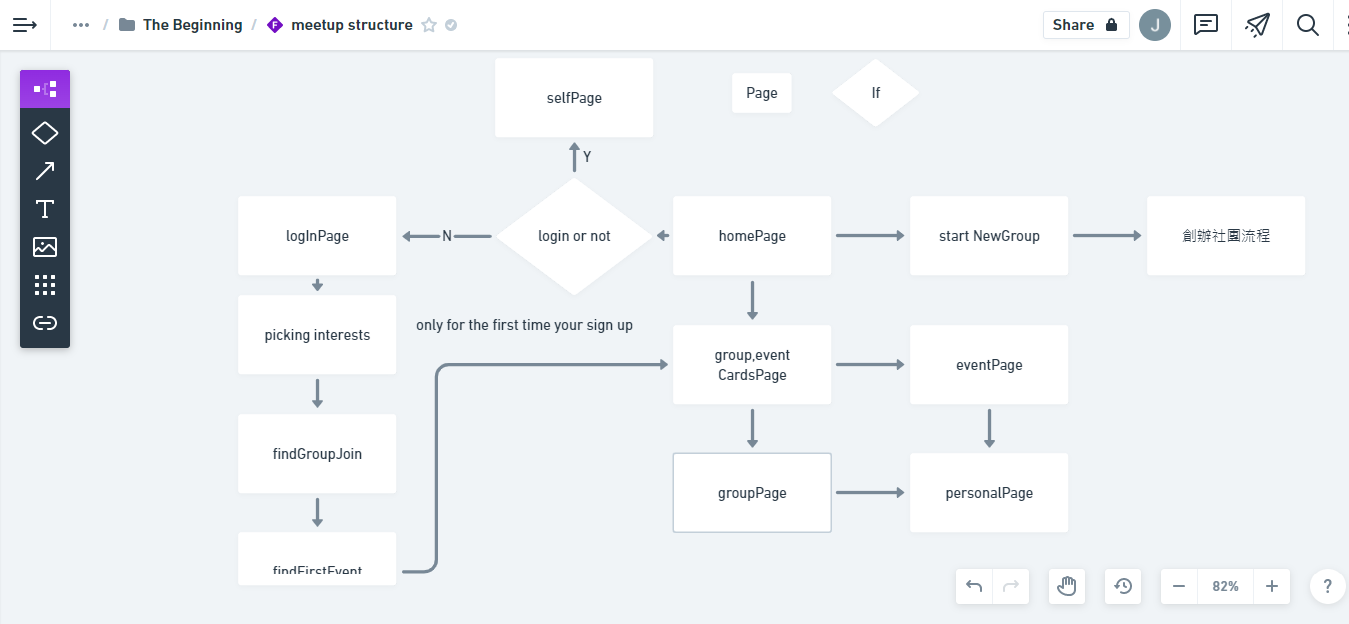 The Beginning / meetup structure
Share
J
selfPage
Page
If
Y
logInPage
N
login or not
homePage
start NewGroup
創辦社團流程
picking interests
only for the first time your sign up
group,event
CardsPage
eventPage
findGroupJoin
groupPage
personalPage
findFirstEvent
82%
?